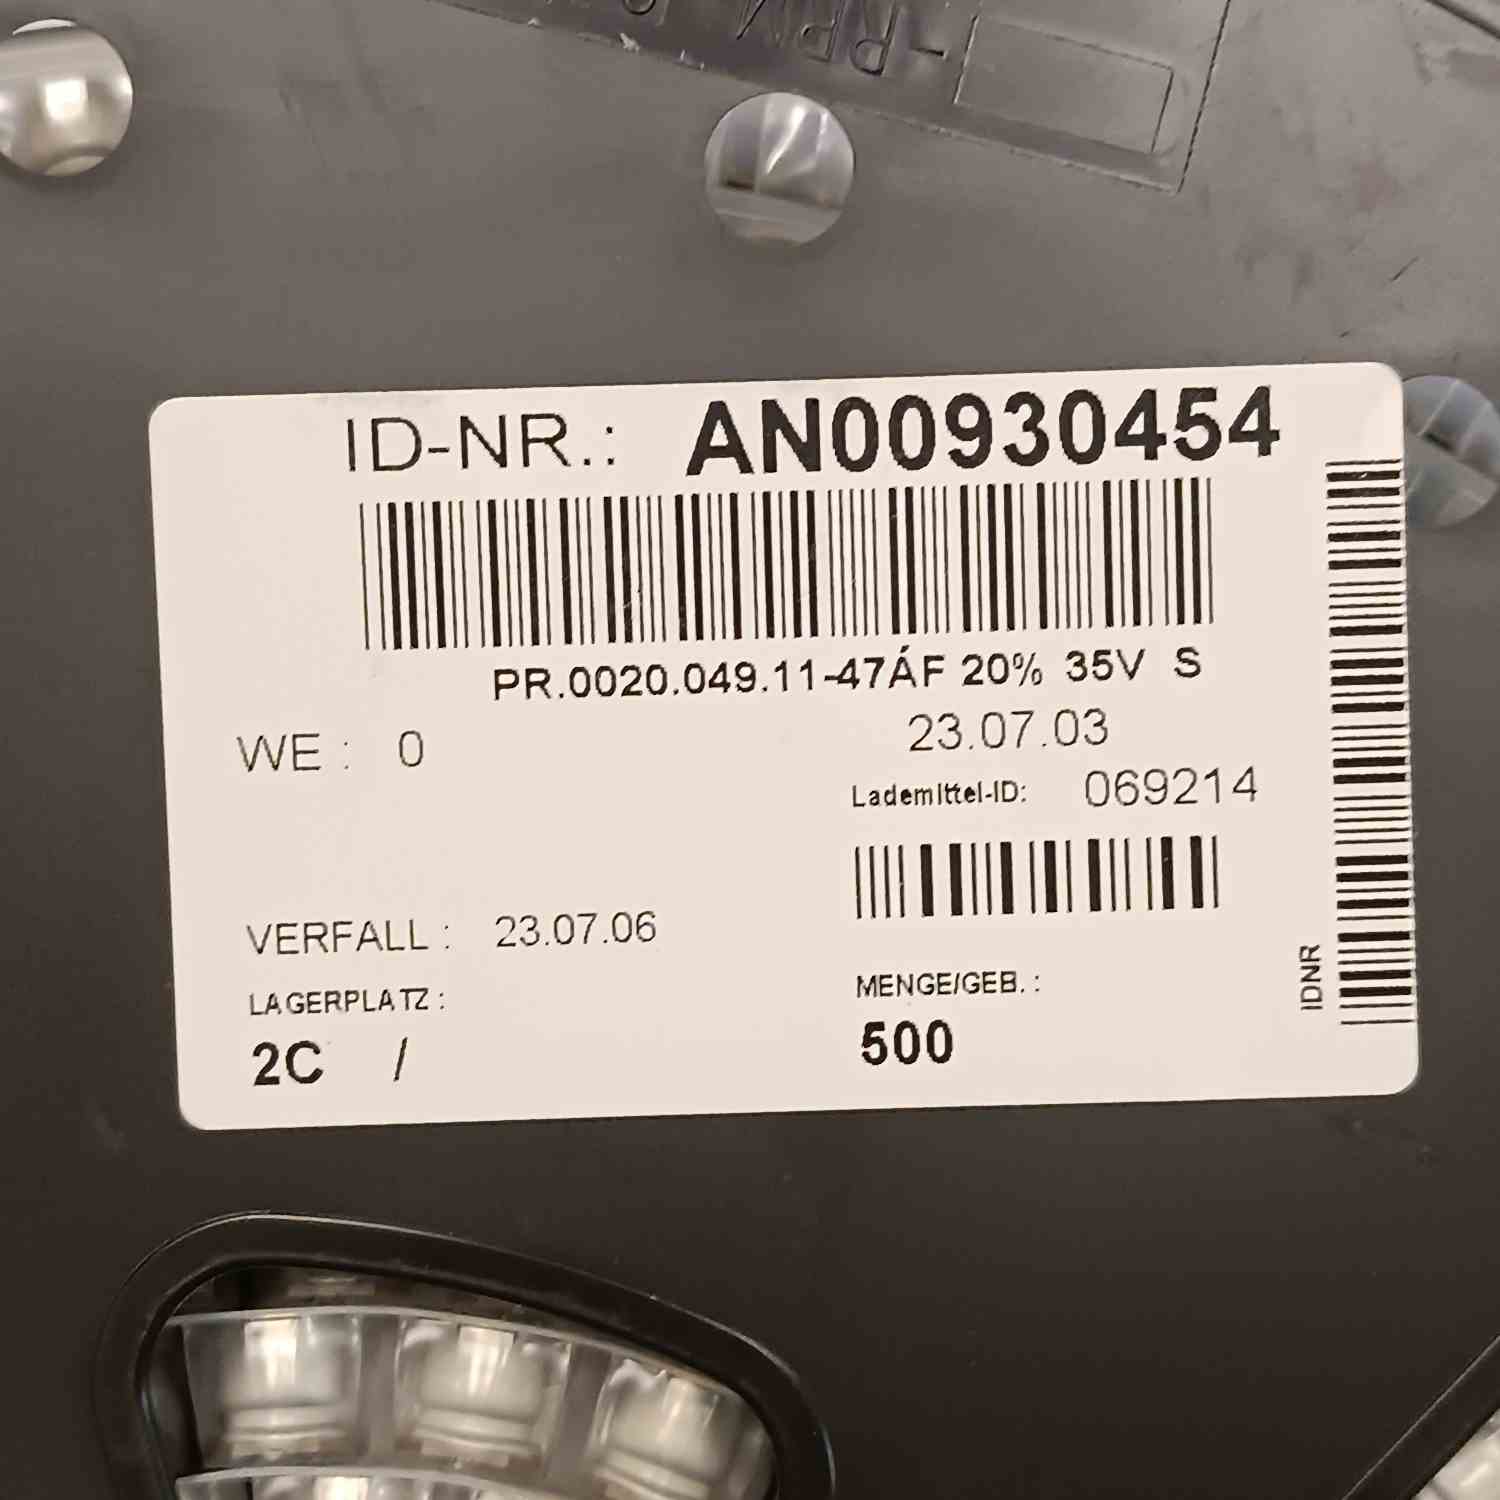 -RPM
ID-NR.: AN00930454
PR.0020.049.11-47ÁF 20% 35V S
WE : 0
23.07.03
Lademittel-ID: 069214
VERFALL : 23.07.06
LAGERPLATZ :
2C /
MENGE/GEB. :
500
IDNR